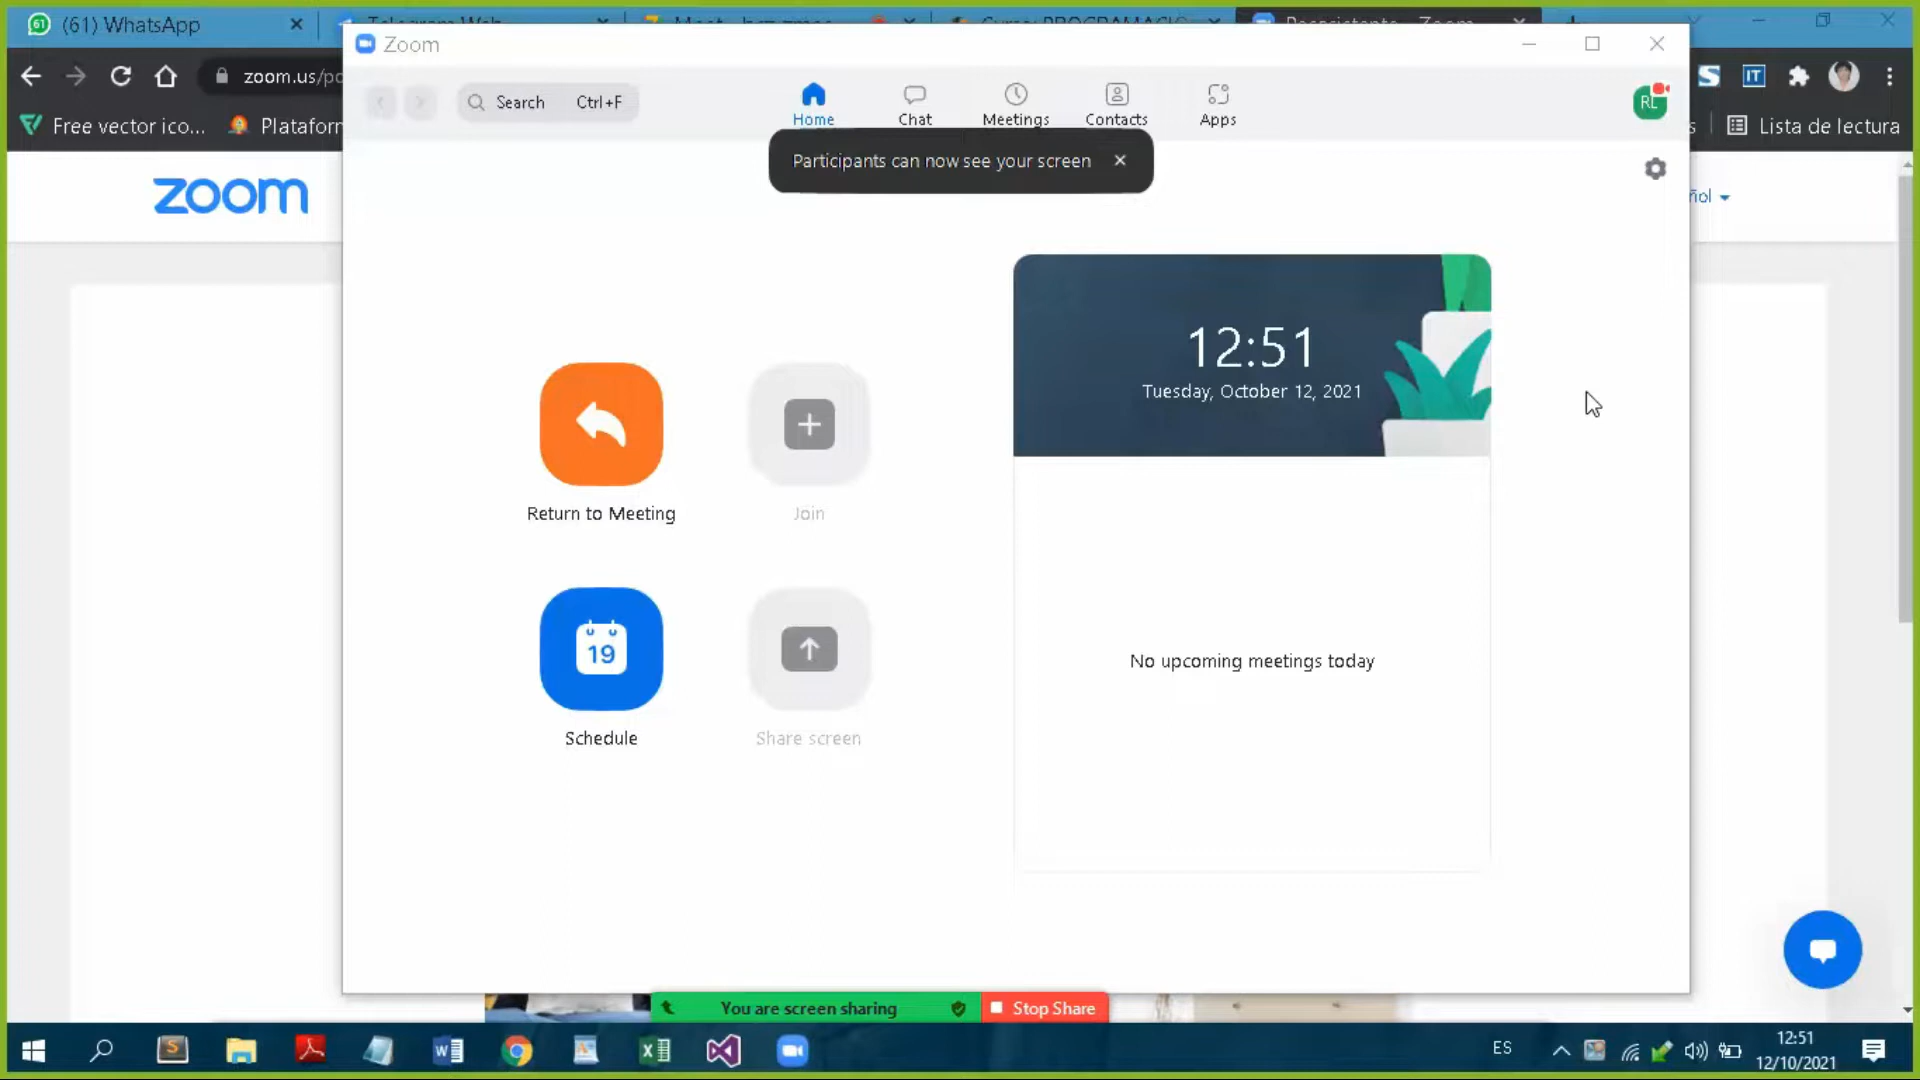 61 (61) WhatsApp
Zoom
zoom.us/p
Search Ctrl+F
Home
Chat
Meetings
Contacts
Apps
RL
IT
Free vector ico...
Platafor
Lista de lectura
Participants can now see your screen
zoom
ñol
12:51
Tuesday, October 12, 2021
Return to Meeting
Join
19
Schedule
Share screen
No upcoming meetings today
You are screen sharing
Stop Share
ES
12:51
12/10/2021